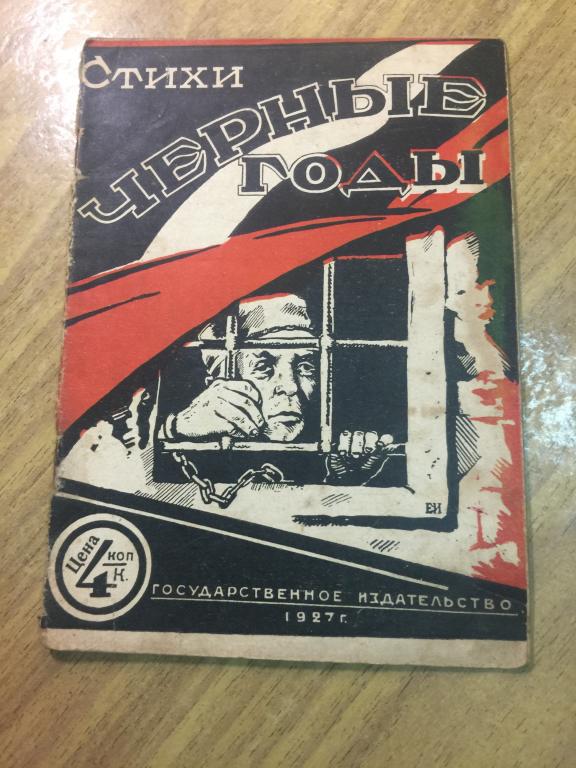 Стихи
ЧЕРНЫЕ
ГОДЫ
ЕИ
Цена
4 коп
к.
ГОСУДАРСТВЕННОЕ ИЗДАТЕЛЬСТВО
1927 г.